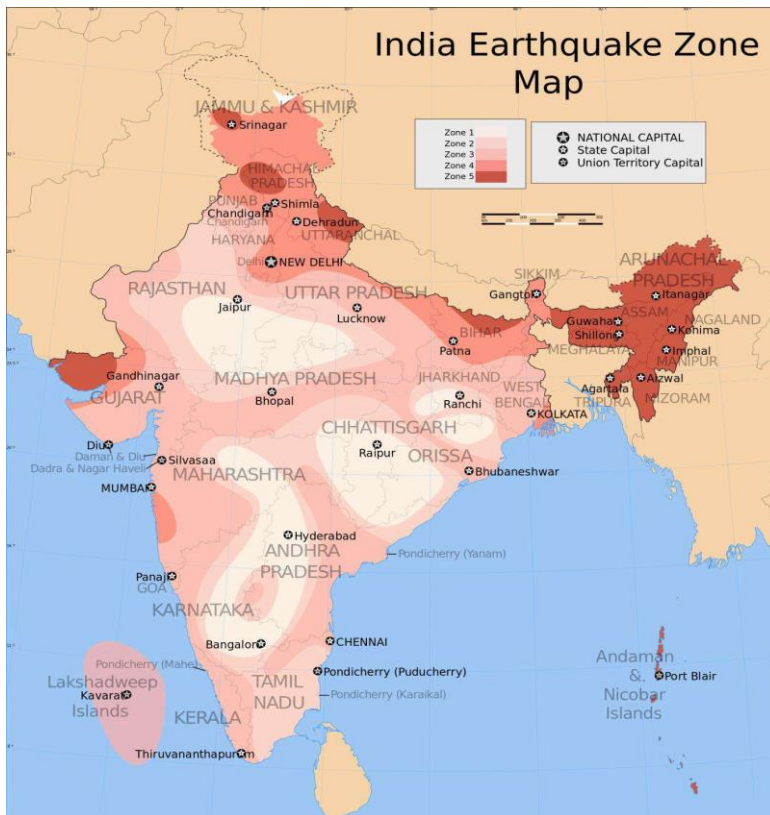 India Earthquake Zone
Map
JAMMU & KASHMIR
Srinagar
Zone 1
Zone 2
Zone 3
Zone 4
Zone 5
NATIONAL CAPITAL
State Capital
Union Territory Capital
HIMACHAL
PRADESH
PUNJAB
Shimla
Chandigarh
Chandigarh
Dehradun
UTTARANCHAL
HARYANA
Delhi
NEW DELHI
ARUNACHAL
PRADESH
SIKKIM
RAJASTHAN
UTTAR PRADESH
Gangtok
Itanagar
Jaipur
Lucknow
ASSAM
NAGALAND
Guwahati
Kohima
BIHAR
Shillong
Patna
MEGHALAYA
Imphal
MANIPUR
Gandhinagar
MADHYA PRADESH
JHARKHAND
Aizwal
GUJARAT
Bhopal
Ranchi
WEST
BENGAL
Agartala
TRIPURA
MIZORAM
KOLKATA
CHHATTISGARH
Diu
Raipur
ORISSA
Daman & Diu
Silvasaa
Dadra & Nagar Haveli
MAHARASHTRA
Bhubaneshwar
MUMBAI
Hyderabad
ANDHRA
PRADESH
Pondicherry (Yanam)
Panaji
GOA
KARNATAKA
Bangalore
CHENNAI
Pondicherry (Mahe)
Pondicherry (Puducherry)
Lakshadweep
Islands
Kavarati
TAMIL
NADU
Pondicherry (Karaikal)
KERALA
Andaman
&
Nicobar
Islands
Port Blair
Thiruvananthapuram